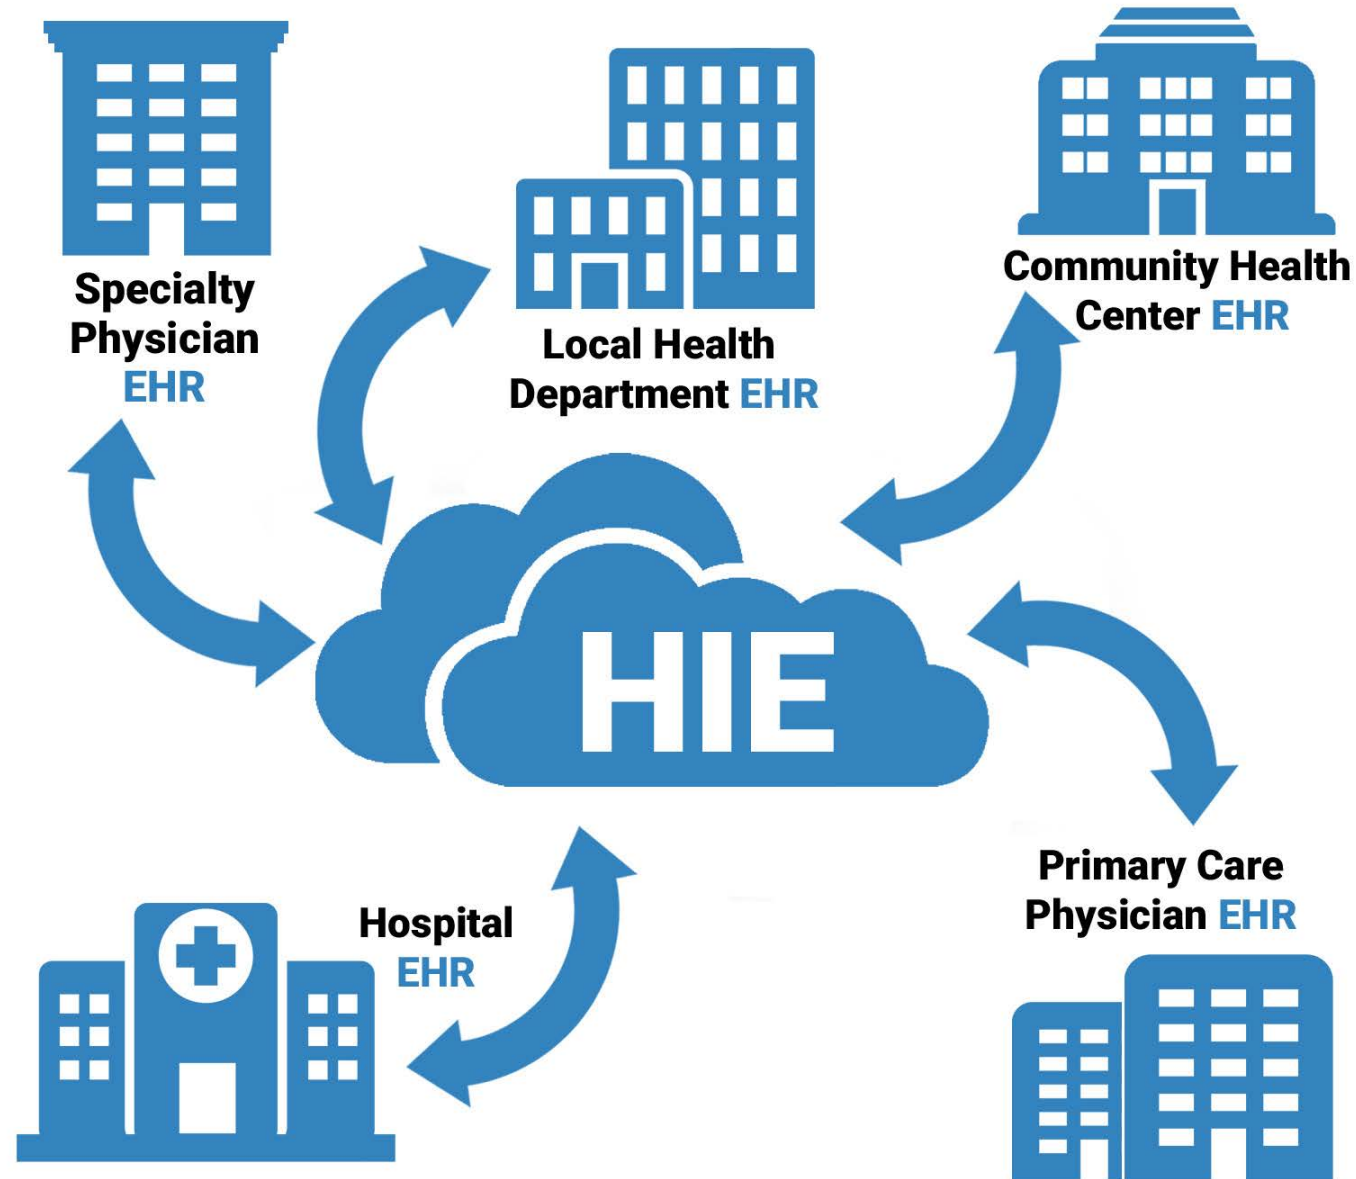 Specialty
Physician
EHR
Local Health
Department EHR
Community Health
Center EHR
HIE
Hospital
EHR
Primary Care
Physician EHR